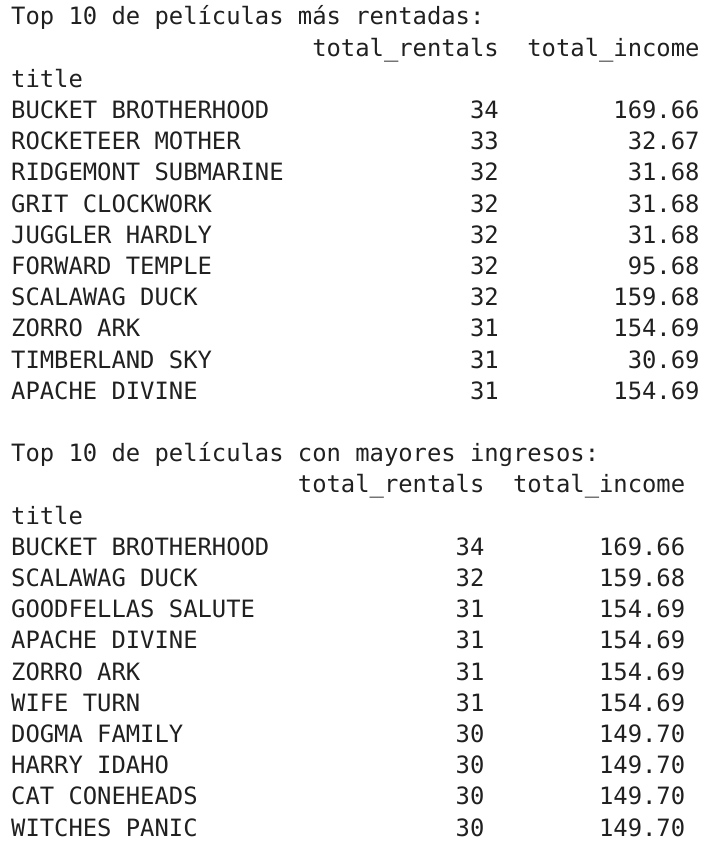 Top 10 de películas más rentadas:
total_rentals total_income
title
BUCKET BROTHERHOOD 34 169.66
ROCKETEER MOTHER 33 32.67
RIDGEMONT SUBMARINE 32 31.68
GRIT CLOCKWORK 32 31.68
JUGGLER HARDLY 32 31.68
FORWARD TEMPLE 32 95.68
SCALAWAG DUCK 32 159.68
ZORRO ARK 31 154.69
TIMBERLAND SKY 31 30.69
APACHE DIVINE 31 154.69
Top 10 de películas con mayores ingresos:
total_rentals total_income
title
BUCKET BROTHERHOOD 34 169.66
SCALAWAG DUCK 32 159.68
GOODFELLAS SALUTE 31 154.69
APACHE DIVINE 31 154.69
ZORRO ARK 31 154.69
WIFE TURN 31 154.69
DOGMA FAMILY 30 149.70
HARRY IDAHO 30 149.70
CAT CONEHEADS 30 149.70
WITCHES PANIC 30 149.70